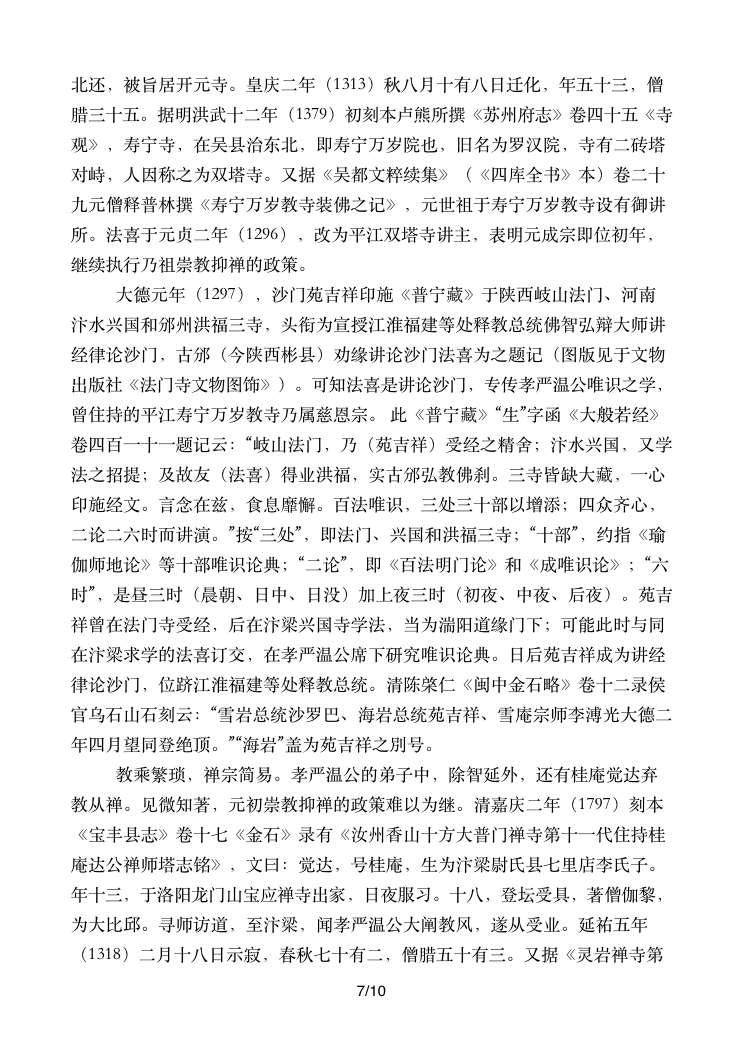 北还，被旨居开元寺。皇庆二年（1313）秋八月十有八日迁化，年五十三，僧
腊三十五。据明洪武十二年（1379）初刻本卢熊所撰《苏州府志》卷四十五《寺
观》，寿宁寺，在吴县治东北，即寿宁万岁院也，旧名为罗汉院，寺有二砖塔
对峙，人因称之为双塔寺。又据《吴都文粹续集》（《四库全书》本）卷二十
九元僧释普林撰《寿宁万岁教寺装佛之记》，元世祖于寿宁万岁教寺设有御讲
所。法喜于元贞二年（1296），改为平江双塔寺讲主，表明元成宗即位初年，
继续执行乃祖崇教抑禅的政策。
大德元年（1297），沙门苑吉祥印施《普宁藏》于陕西岐山法门、河南
汴水兴国和邠州洪福三寺，头衔为宣授江淮福建等处释教总统佛智弘辩大师讲
经律论沙门，古邠（今陕西彬县）劝缘讲论沙门法喜为之题记（图版见于文物
出版社《法门寺文物图饰》）。可知法喜是讲论沙门，专传孝严温公唯识之学，
曾住持的平江寿宁万岁教寺乃属慈恩宗。 此《普宁藏》“生”字函《大般若经》
卷四百一十一题记云：“岐山法门，乃（苑吉祥）受经之精舍；汴水兴国，又学
法之招提；及故友（法喜）得业洪福，实古邠弘教佛刹。三寺皆缺大藏，一心
印施经文。言念在兹，食息靡懈。百法唯识，三处三十部以增添；四众齐心，
二论二六时而讲演。”按“三处”，即法门、兴国和洪福三寺；“十部”，约指《瑜
伽师地论》等十部唯识论典；“二论”，即《百法明门论》和《成唯识论》；“六
时”，是昼三时（晨朝、日中、日没）加上夜三时（初夜、中夜、后夜）。苑吉
祥曾在法门寺受经，后在汴梁兴国寺学法，当为湍阳道缘门下；可能此时与同
在汴梁求学的法喜订交，在孝严温公席下研究唯识论典。日后苑吉祥成为讲经
律论沙门，位跻江淮福建等处释教总统。清陈棨仁《闽中金石略》卷十二录侯
官乌石山石刻云：“雪岩总统沙罗巴、海岩总统苑吉祥、雪庵宗师李溥光大德二
年四月望同登绝顶。”“海岩”盖为苑吉祥之别号。
教乘繁琐，禅宗简易。孝严温公的弟子中，除智延外，还有桂庵觉达弃
教从禅。见微知著，元初崇教抑禅的政策难以为继。清嘉庆二年（1797）刻本
《宝丰县志》卷十七《金石》录有《汝州香山十方大普门禅寺第十一代住持桂
庵达公禅师塔志铭》，文曰：觉达，号桂庵，生为汴梁尉氏县七里店李氏子。
年十三，于洛阳龙门山宝应禅寺出家，日夜服习。十八，登坛受具，著僧伽黎，
为大比邱。寻师访道，至汴梁，闻孝严温公大阐教风，遂从受业。延祐五年
（1318）二月十八日示寂，春秋七十有二，僧腊五十有三。又据《灵岩禅寺第
7/10